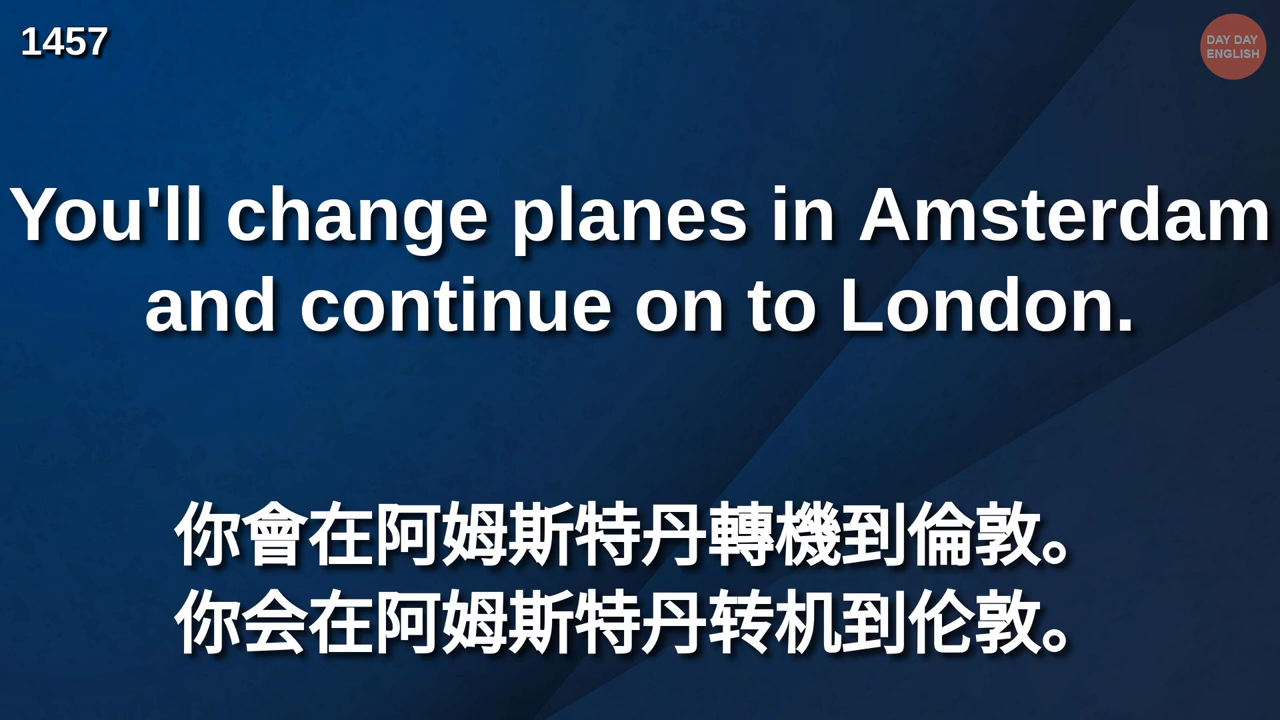 1457
DAY DAY
ENGLISH
You'll change planes in Amsterdam
and continue on to London.
你會在阿姆斯特丹轉機到倫敦。
你会在阿姆斯特丹转机到伦敦。